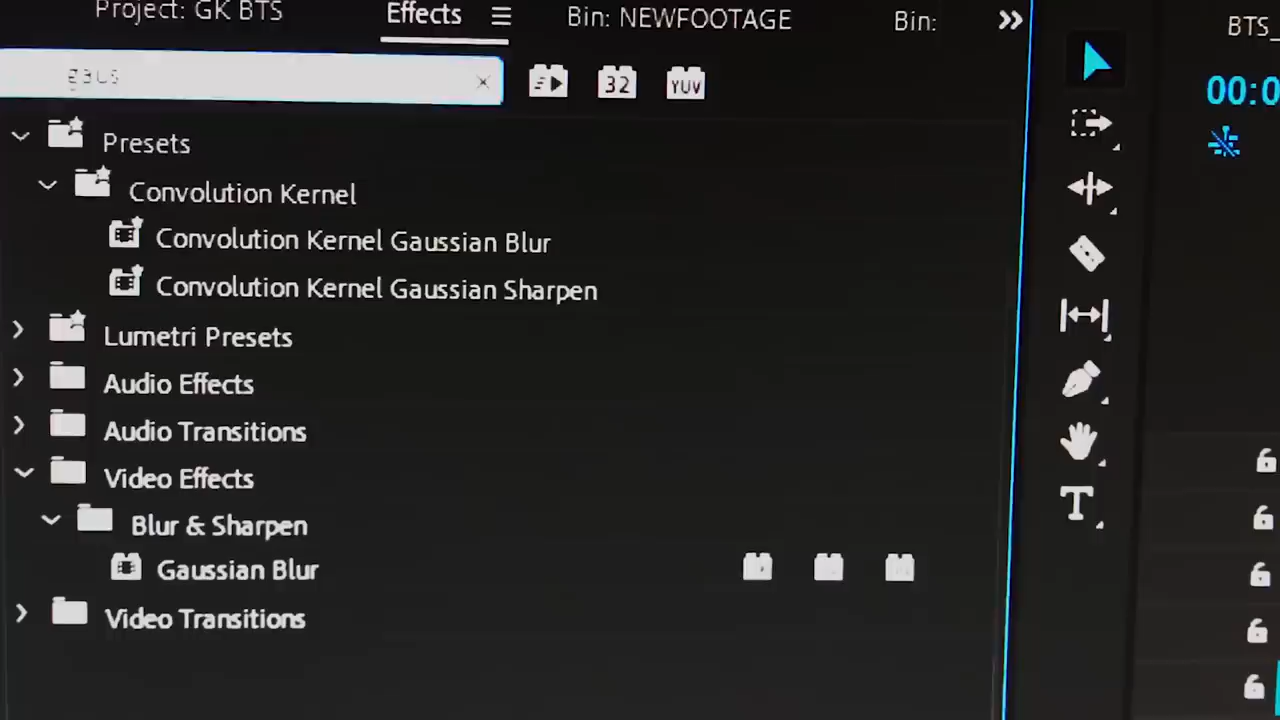 Project: GK BTS
Effects
Bin: NEWFOOTAGE
Bin:
BTS_
gaus
32
YUV
00:0
Presets
Convolution Kernel
Convolution Kernel Gaussian Blur
Convolution Kernel Gaussian Sharpen
Lumetri Presets
Audio Effects
Audio Transitions
Video Effects
Blur & Sharpen
Gaussian Blur
Video Transitions